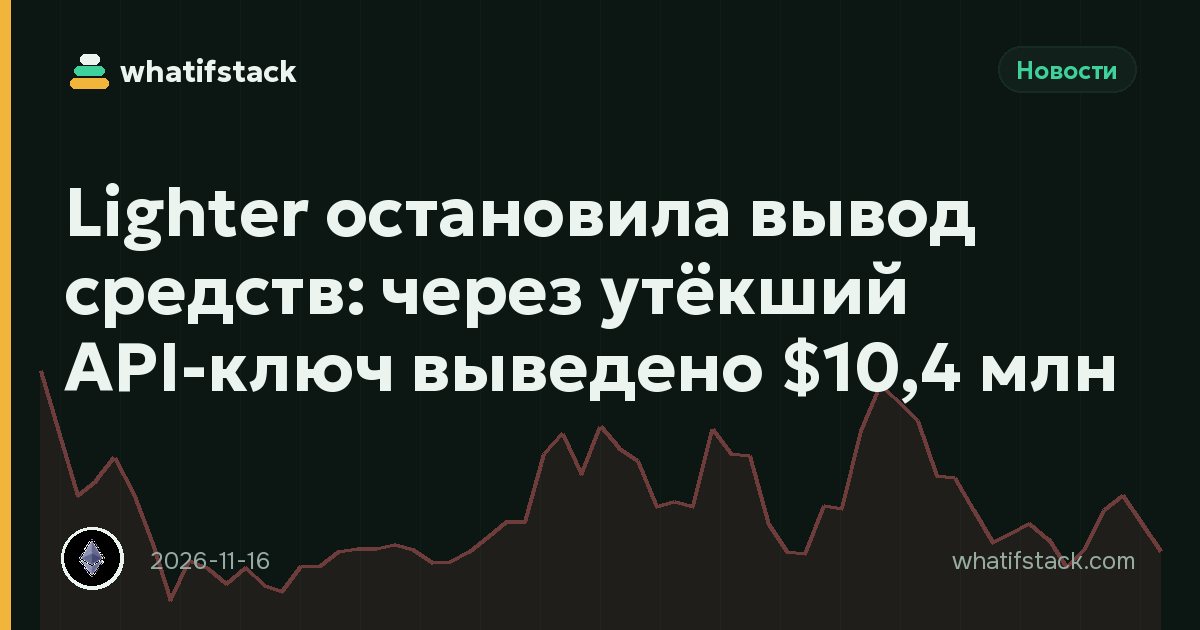 whatifstack
Новости
Lighter остановила вывод
средств: через утёкший
API-ключ выведено $10,4 млн
2026-11-16
whatifstack.com